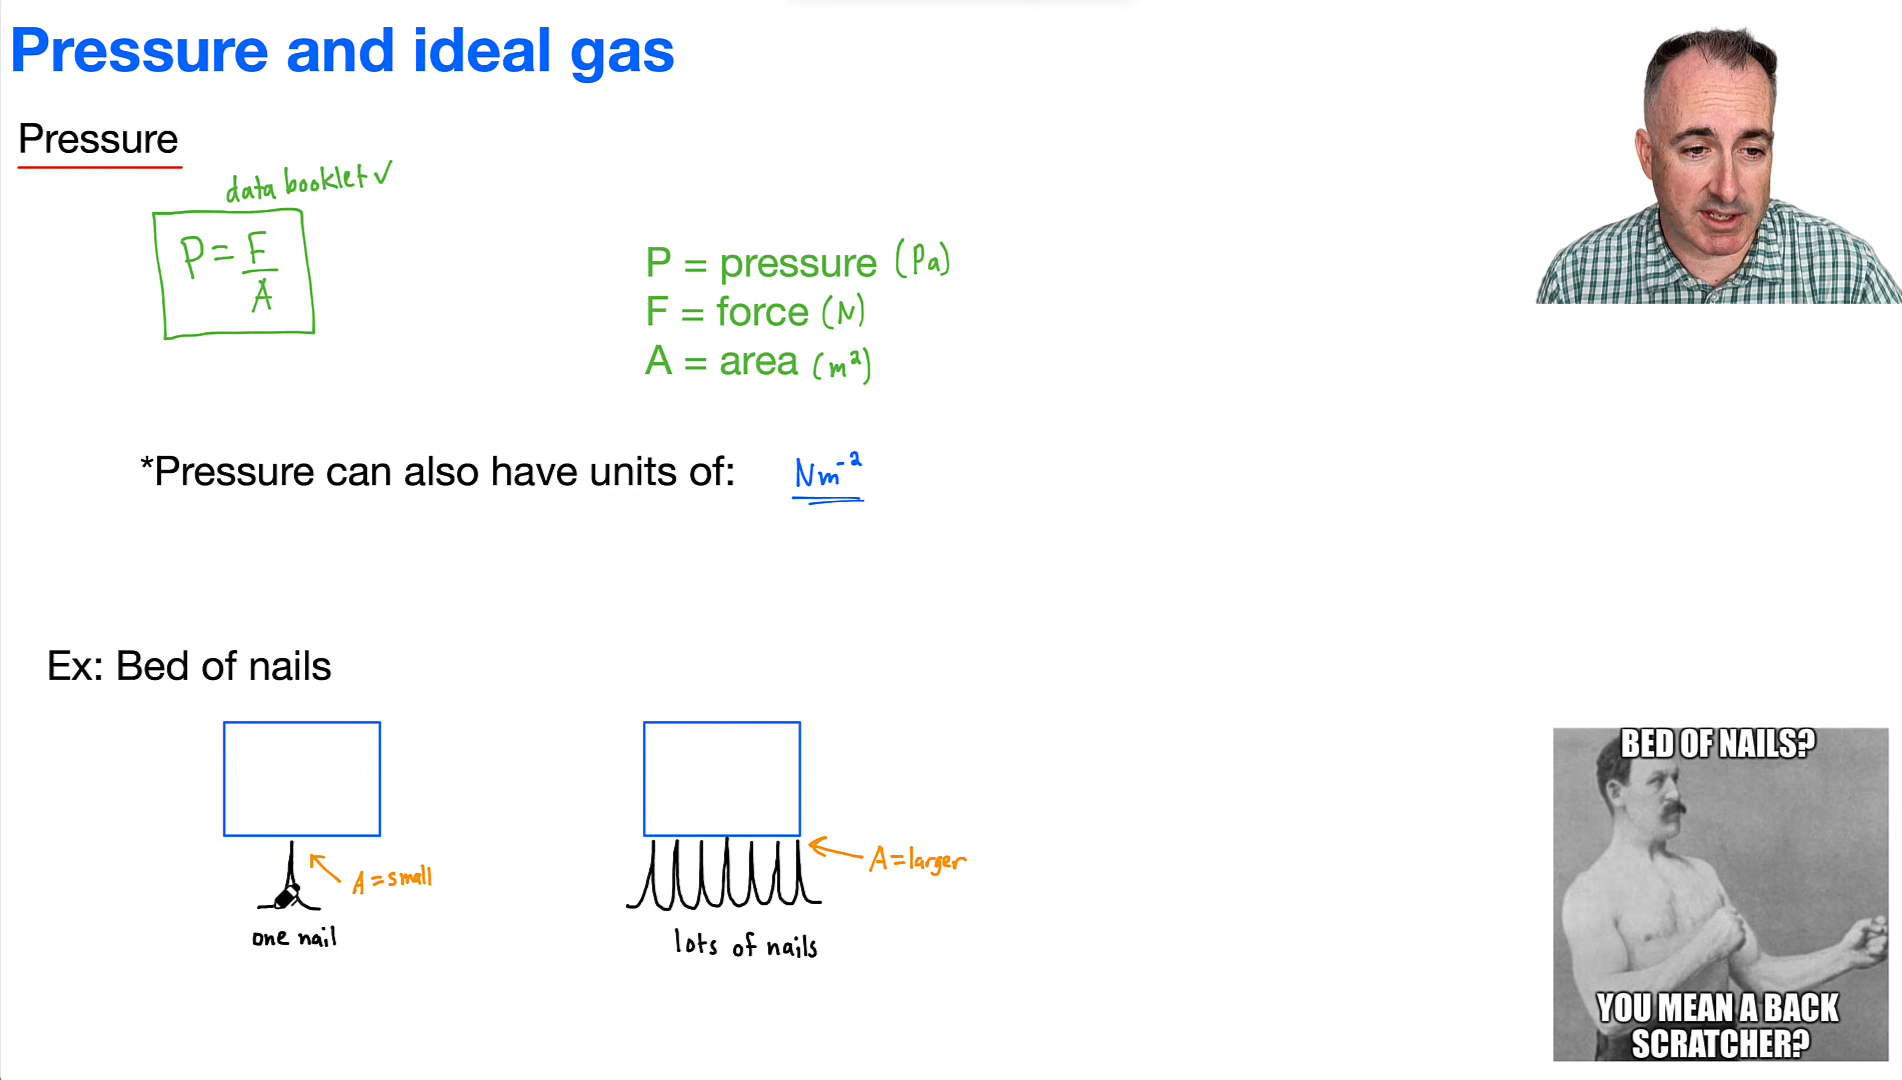 Pressure and ideal gas
Pressure
data booklet ✓
P = F/A
P = pressure (Pa)
F = force (N)
A = area (m²)
*Pressure can also have units of: Nm⁻²
Ex: Bed of nails
A = small
one nail
A = larger
lots of nails
BED OF NAILS?
YOU MEAN A BACK
SCRATCHER?